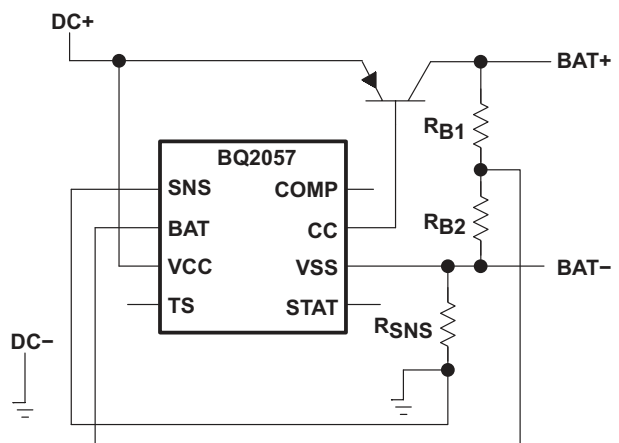 DC+
BAT+
RB1
BQ2057
SNS
COMP
BAT
CC
RB2
VCC
VSS
BAT−
TS
STAT
RSNS
DC−